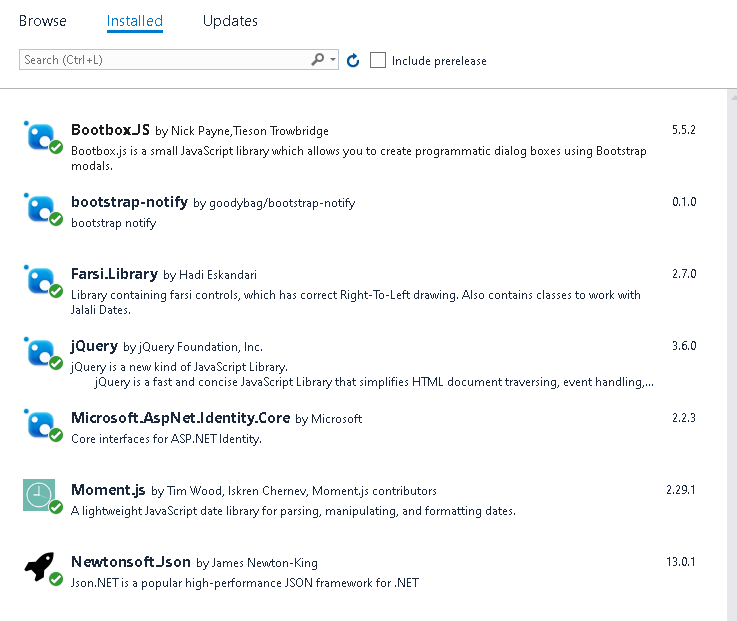 Browse Installed Updates
Search (Ctrl+L) Include prerelease
Bootbox.JS by Nick Payne,Tieson Trowbridge 5.5.2
Bootbox.js is a small JavaScript library which allows you to create programmatic dialog boxes using Bootstrap
modals.
bootstrap-notify by goodybag/bootstrap-notify 0.1.0
bootstrap notify
Farsi.Library by Hadi Eskandari 2.7.0
Library containing farsi controls, which has correct Right-To-Left drawing. Also contains classes to work with
Jalali Dates.
jQuery by jQuery Foundation, Inc. 3.6.0
jQuery is a new kind of JavaScript Library.
jQuery is a fast and concise JavaScript Library that simplifies HTML document traversing, event handling,...
Microsoft.AspNet.Identity.Core by Microsoft 2.2.3
Core interfaces for ASP.NET Identity.
Moment.js by Tim Wood, Iskren Chernev, Moment.js contributors 2.29.1
A lightweight JavaScript date library for parsing, manipulating, and formatting dates.
Newtonsoft.Json by James Newton-King 13.0.1
Json.NET is a popular high-performance JSON framework for .NET